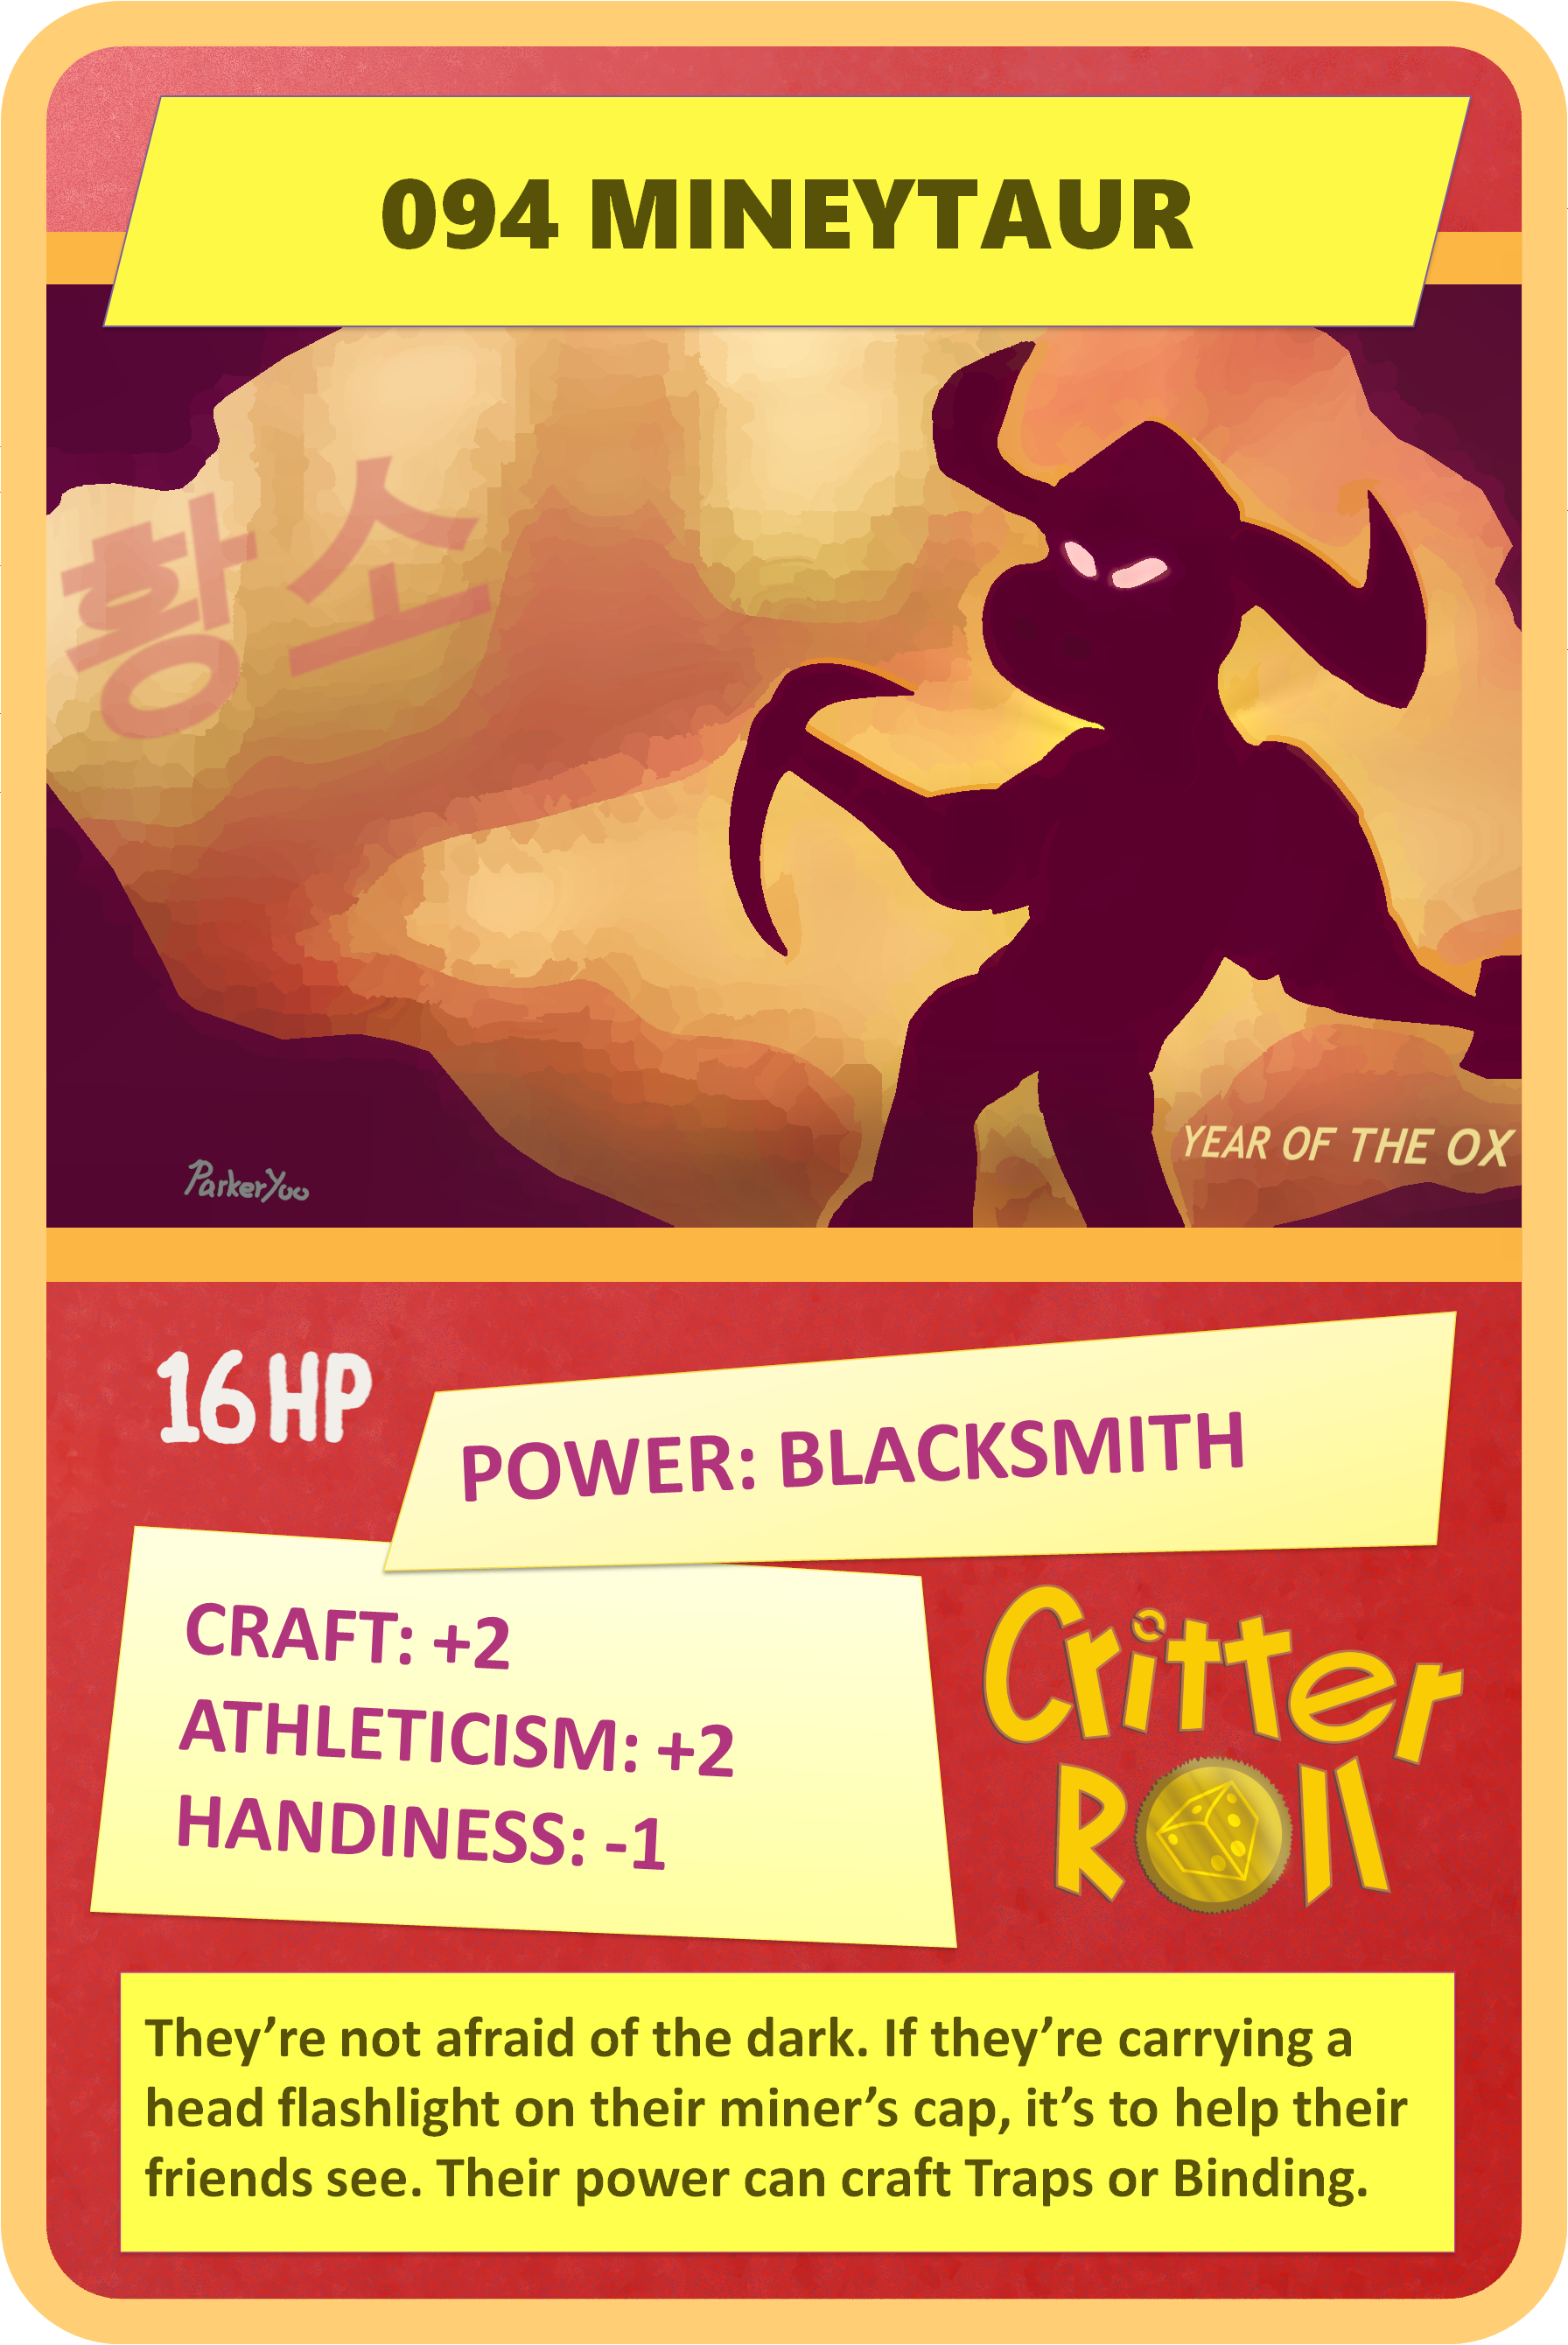 094 MINEYTAUR
황소
YEAR OF THE OX
ParkerYoo
16 HP
POWER: BLACKSMITH
CRAFT: +2
ATHLETICISM: +2
HANDINESS: -1
Critter
Roll
They’re not afraid of the dark. If they’re carrying a
head flashlight on their miner’s cap, it’s to help their
friends see. Their power can craft Traps or Binding.